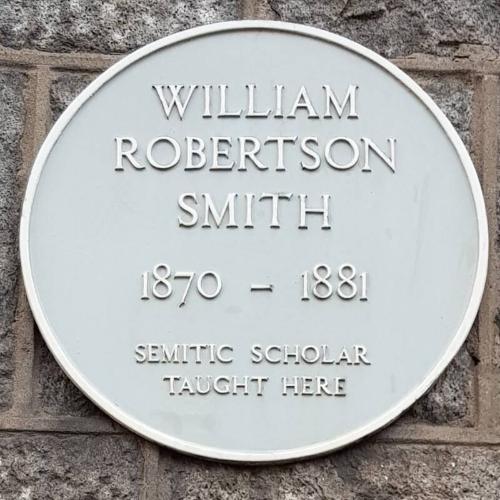 WILLIAM
ROBERTSON
SMITH
1870 - 1881
SEMITIC SCHOLAR
TAUGHT HERE